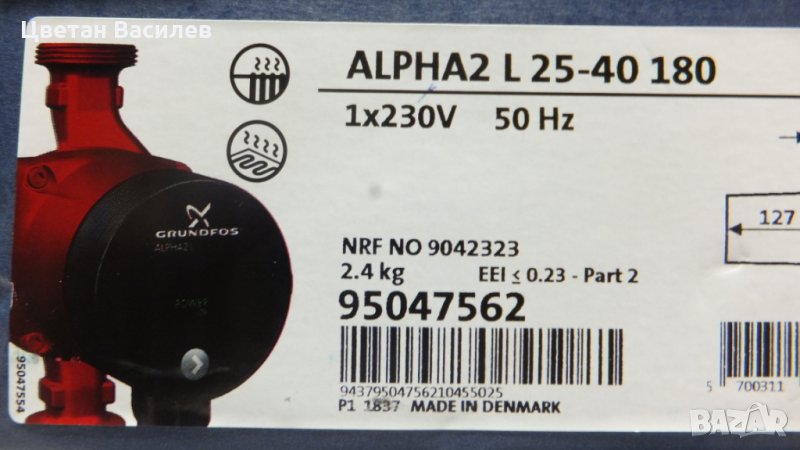 Цветан Василев
ALPHA2 L 25-40 180
1x230V 50 Hz
127
GRUNDFOS
ALPHA2 L
POWER
NRF NO 9042323
2.4 kg EEI ≤ 0.23 - Part 2
95047562
95047554
94379504756210455025
5 700311
P1 1837 MADE IN DENMARK
BAZAR